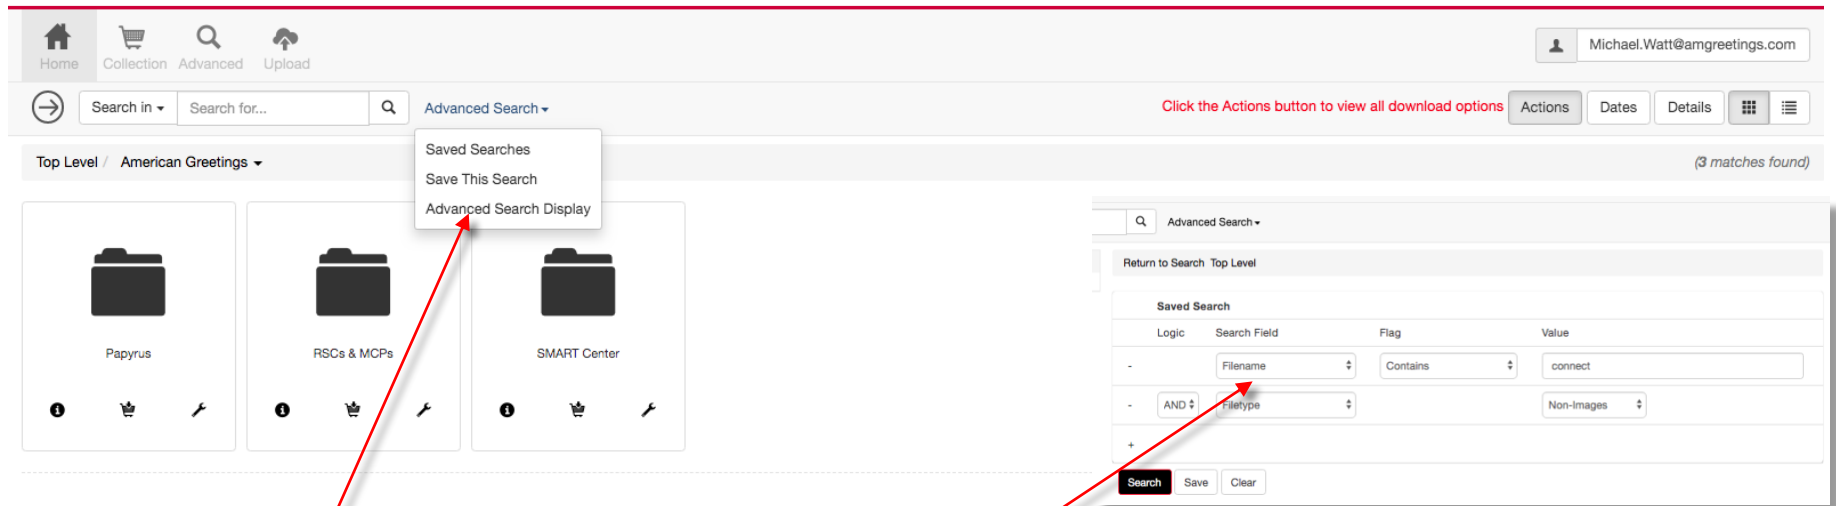 Home Collection Advanced Upload
Michael.Watt@amgreetings.com
Search in Search for... Advanced Search Click the Actions button to view all download options Actions Dates Details
Saved Searches
Save This Search
Advanced Search Display
Top Level / American Greetings (3 matches found)
Papyrus RSCs & MCPs SMART Center
Advanced Search
Return to Search Top Level
Saved Search
Logic Search Field Flag Value
- Filename Contains connect
- AND Filetype Non-Images
+
Search Save Clear